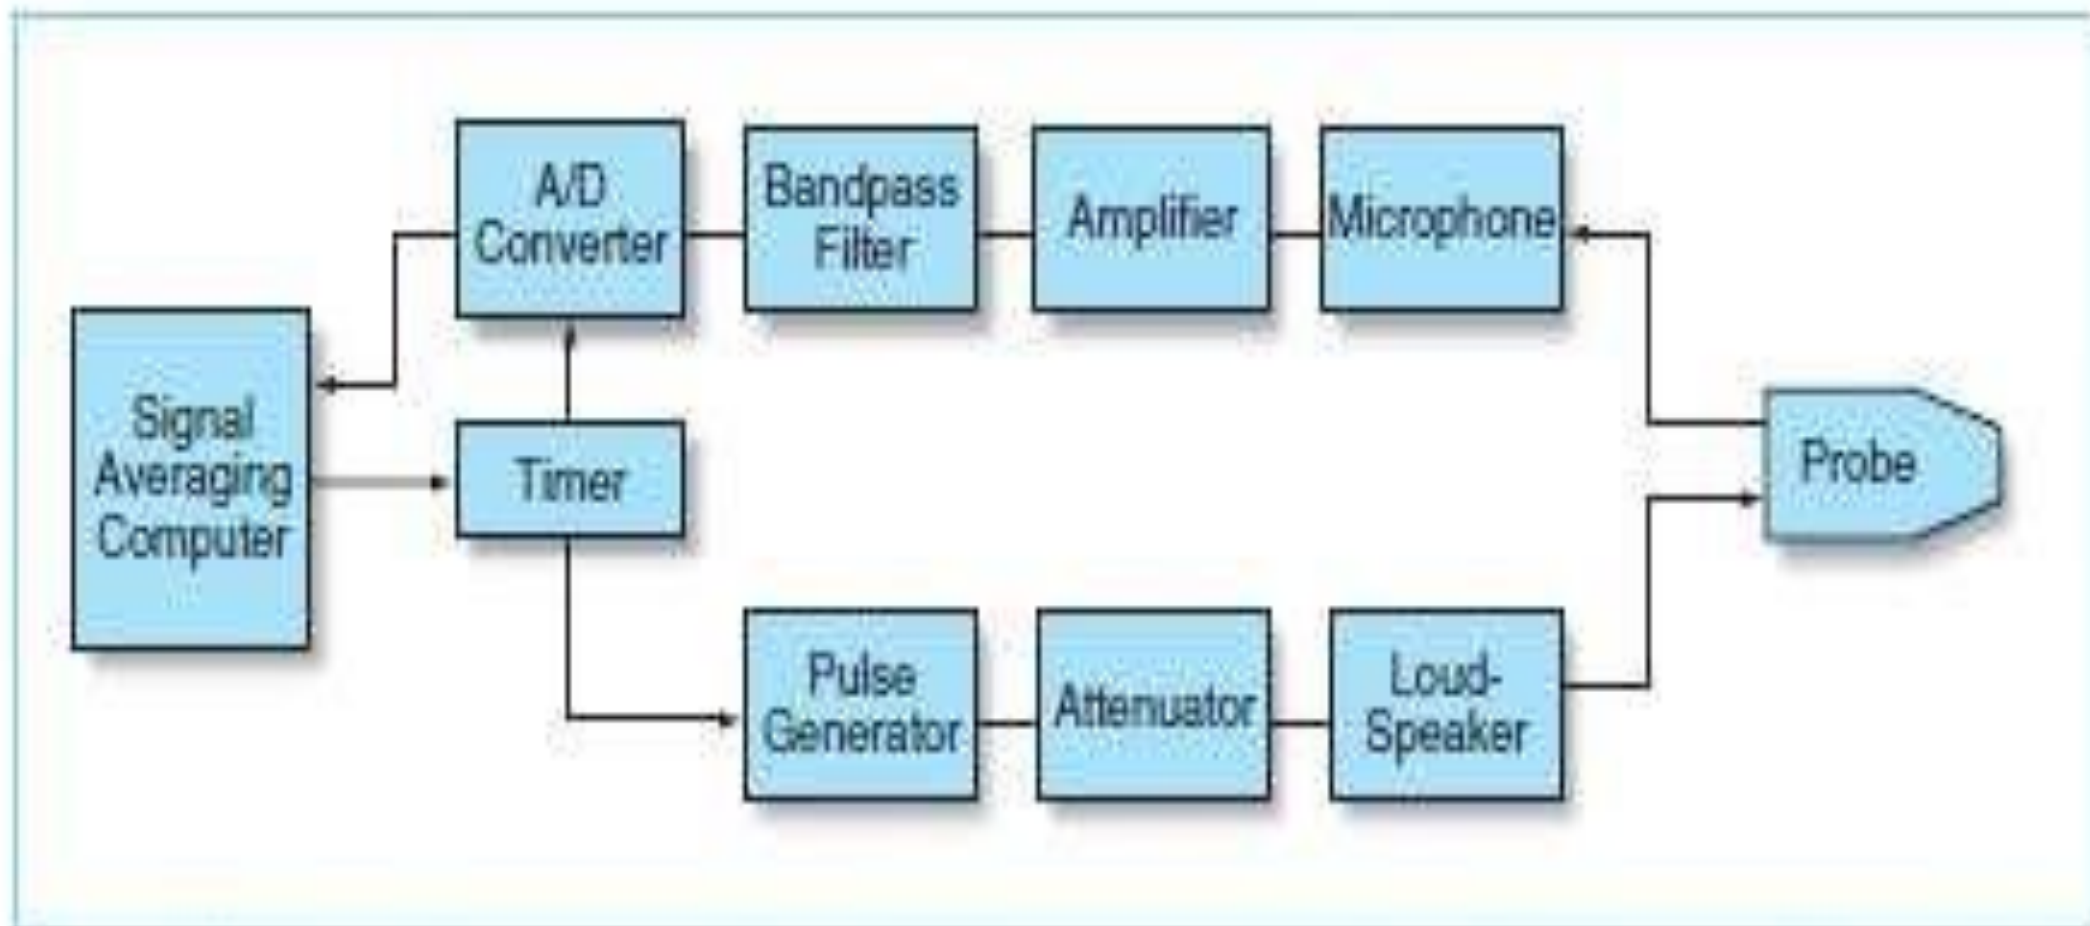 A/D
Converter
Bandpass
Filter
Amplifier
Microphone
Signal
Averaging
Computer
Timer
Probe
Pulse
Generator
Attenuator
Loud-
Speaker